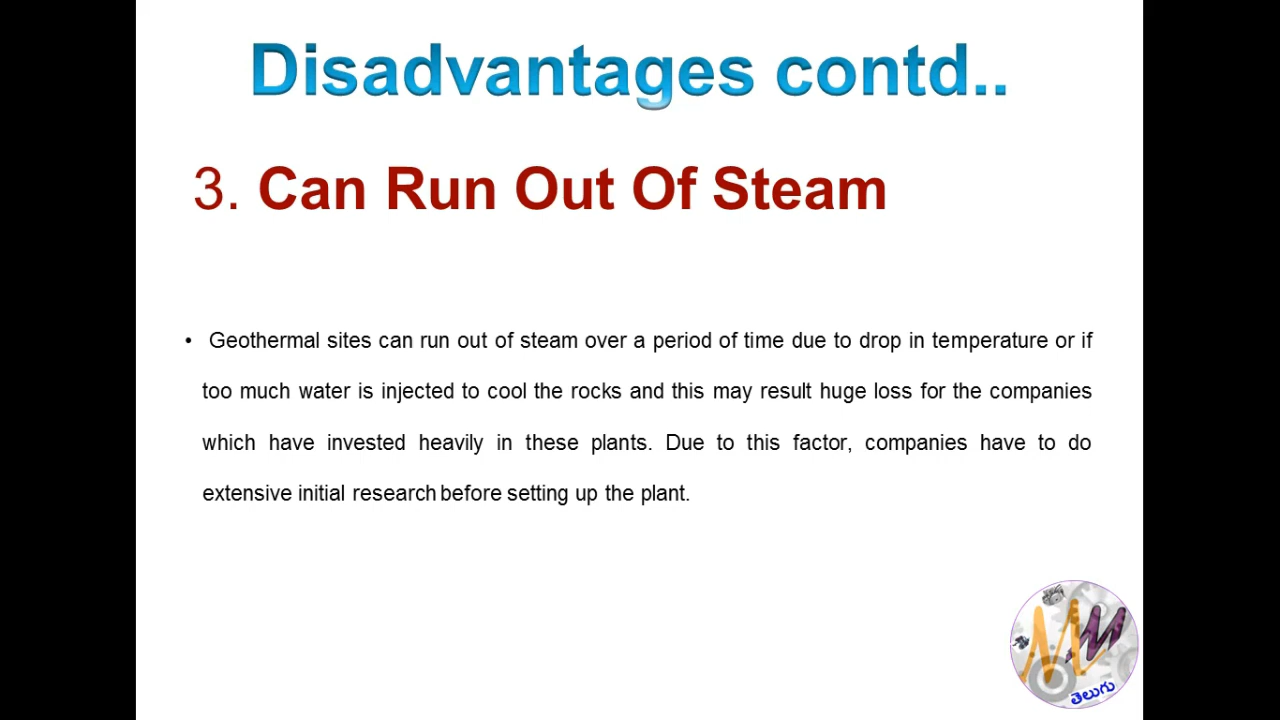 Disadvantages contd..
3. Can Run Out Of Steam
• Geothermal sites can run out of steam over a period of time due to drop in temperature or if
too much water is injected to cool the rocks and this may result huge loss for the companies
which have invested heavily in these plants. Due to this factor, companies have to do
extensive initial research before setting up the plant.
MM
తెలుగు